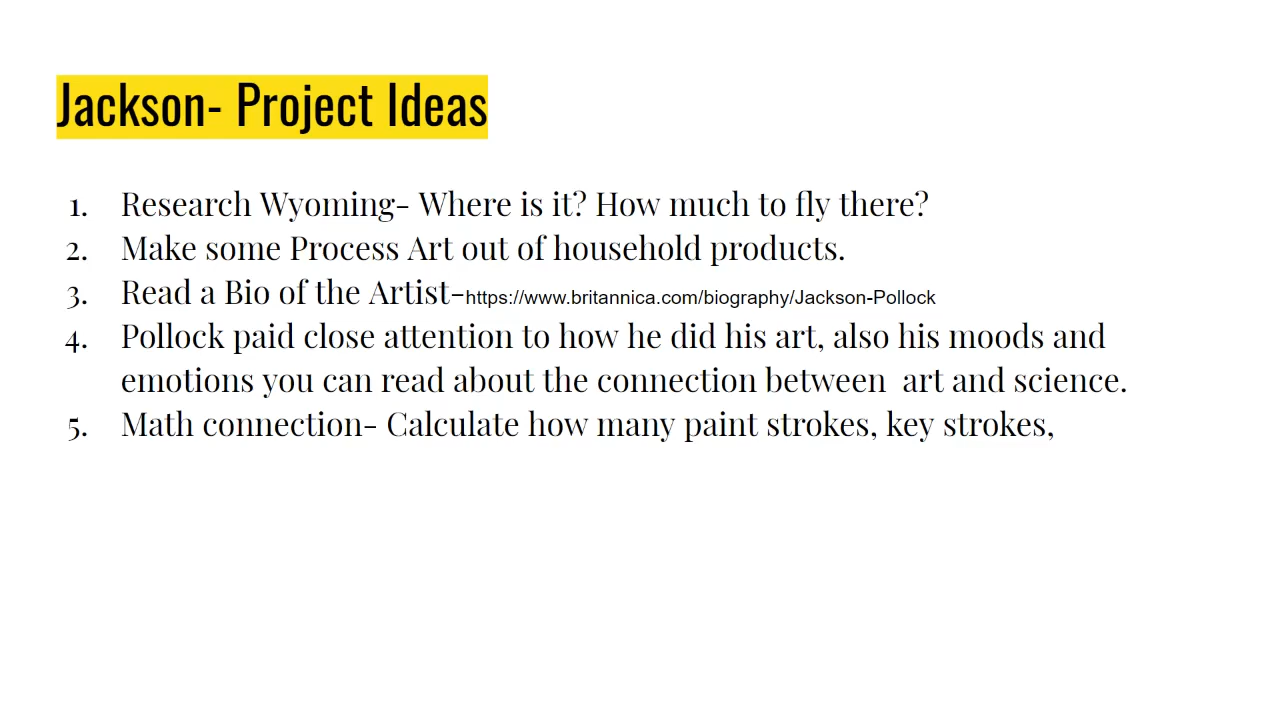 Jackson- Project Ideas
1. Research Wyoming- Where is it? How much to fly there?
2. Make some Process Art out of household products.
3. Read a Bio of the Artist-https://www.britannica.com/biography/Jackson-Pollock
4. Pollock paid close attention to how he did his art, also his moods and
emotions you can read about the connection between  art and science.
5. Math connection- Calculate how many paint strokes, key strokes,